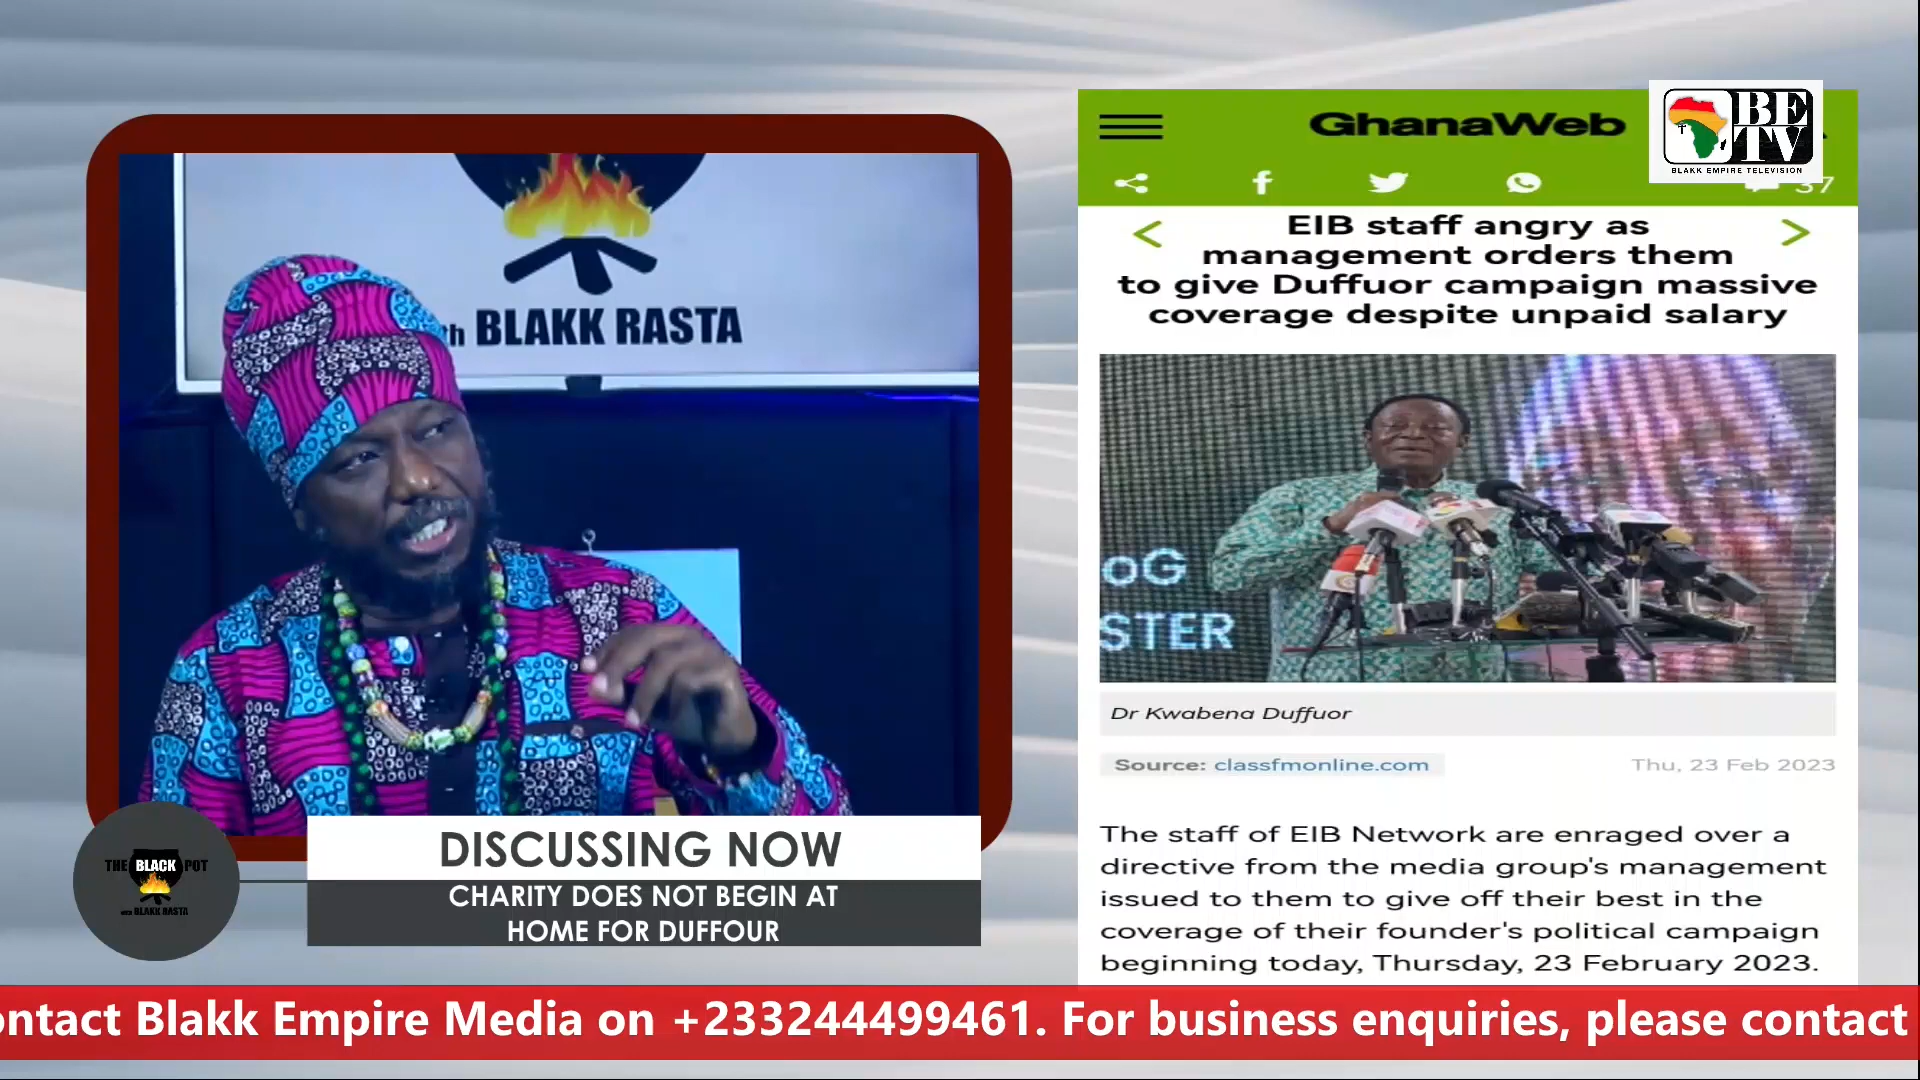 th BLAKK RASTA
THE BLACK POT
WITH BLAKK RASTA
DISCUSSING NOW
CHARITY DOES NOT BEGIN AT
HOME FOR DUFFOUR
GhanaWeb
BE
TV
BLAKK EMPIRE TELEVISION
37
EIB staff angry as
management orders them
to give Duffuor campaign massive
coverage despite unpaid salary
oG
STER
Dr Kwabena Duffuor
Source: classfmonline.com
Thu, 23 Feb 2023
The staff of EIB Network are enraged over a
directive from the media group's management
issued to them to give off their best in the
coverage of their founder's political campaign
beginning today, Thursday, 23 February 2023.
ontact Blakk Empire Media on +233244499461. For business enquiries, please contact